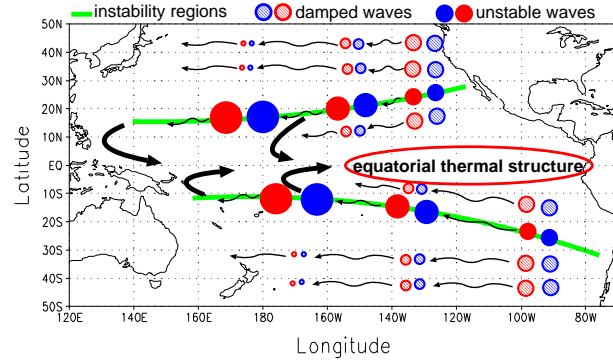 instability regions damped waves unstable waves
50N
40N
30N
20N
10N
EQ
10S
20S
30S
40S
50S
Latitude
equatorial thermal structure
120E 140E 160E 180 160W 140W 120W 100W 80W
Longitude